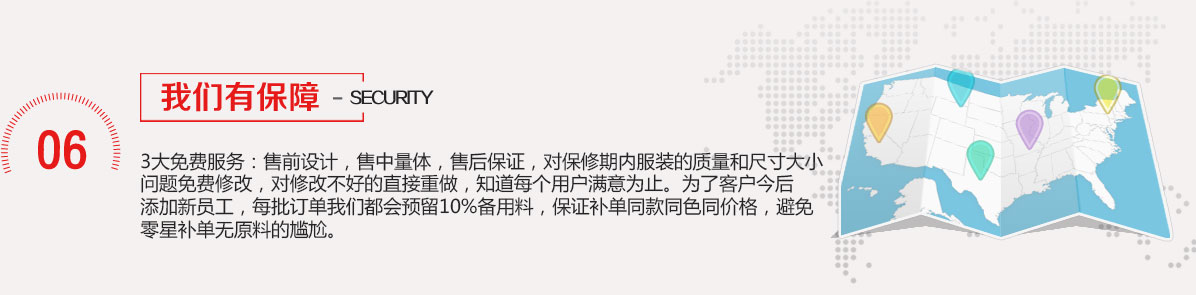 06
我们有保障 - SECURITY
3大免费服务：售前设计，售中量体，售后保证，对保修期内服装的质量和尺寸大小
问题免费修改，对修改不好的直接重做，知道每个用户满意为止。为了客户今后
添加新员工，每批订单我们都会预留10%备用料，保证补单同款同色同价格，避免
零星补单无原料的尴尬。